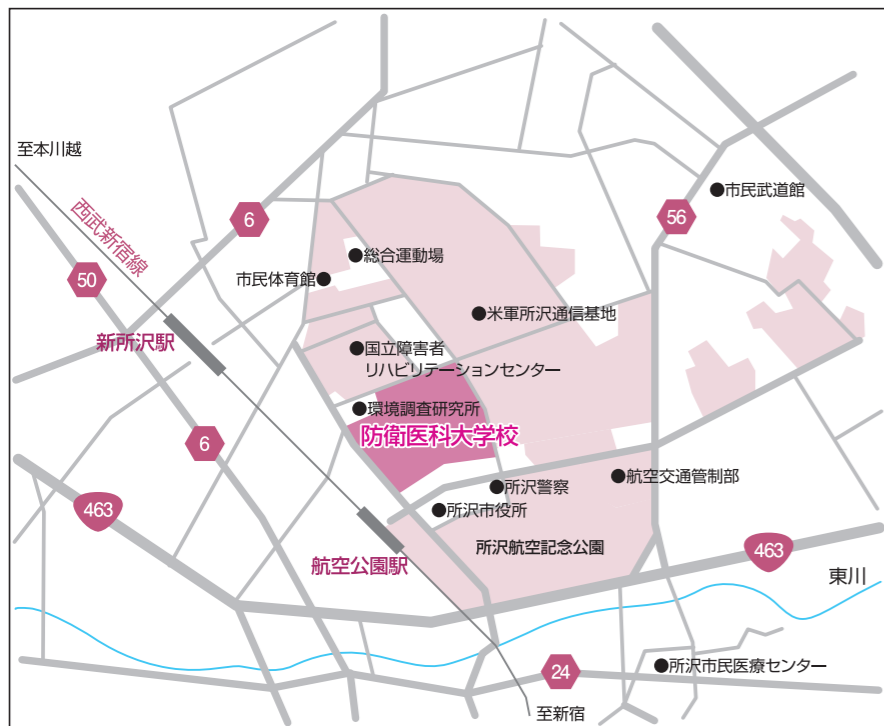 至本川越
西武新宿線
6
56
市民武道館
総合運動場
市民体育館
50
米軍所沢通信基地
新所沢駅
国立障害者
リハビリテーションセンター
環境調査研究所
防衛医科大学校
6
航空交通管制部
所沢警察
463
所沢市役所
所沢航空記念公園
463
航空公園駅
東川
24
所沢市民医療センター
至新宿